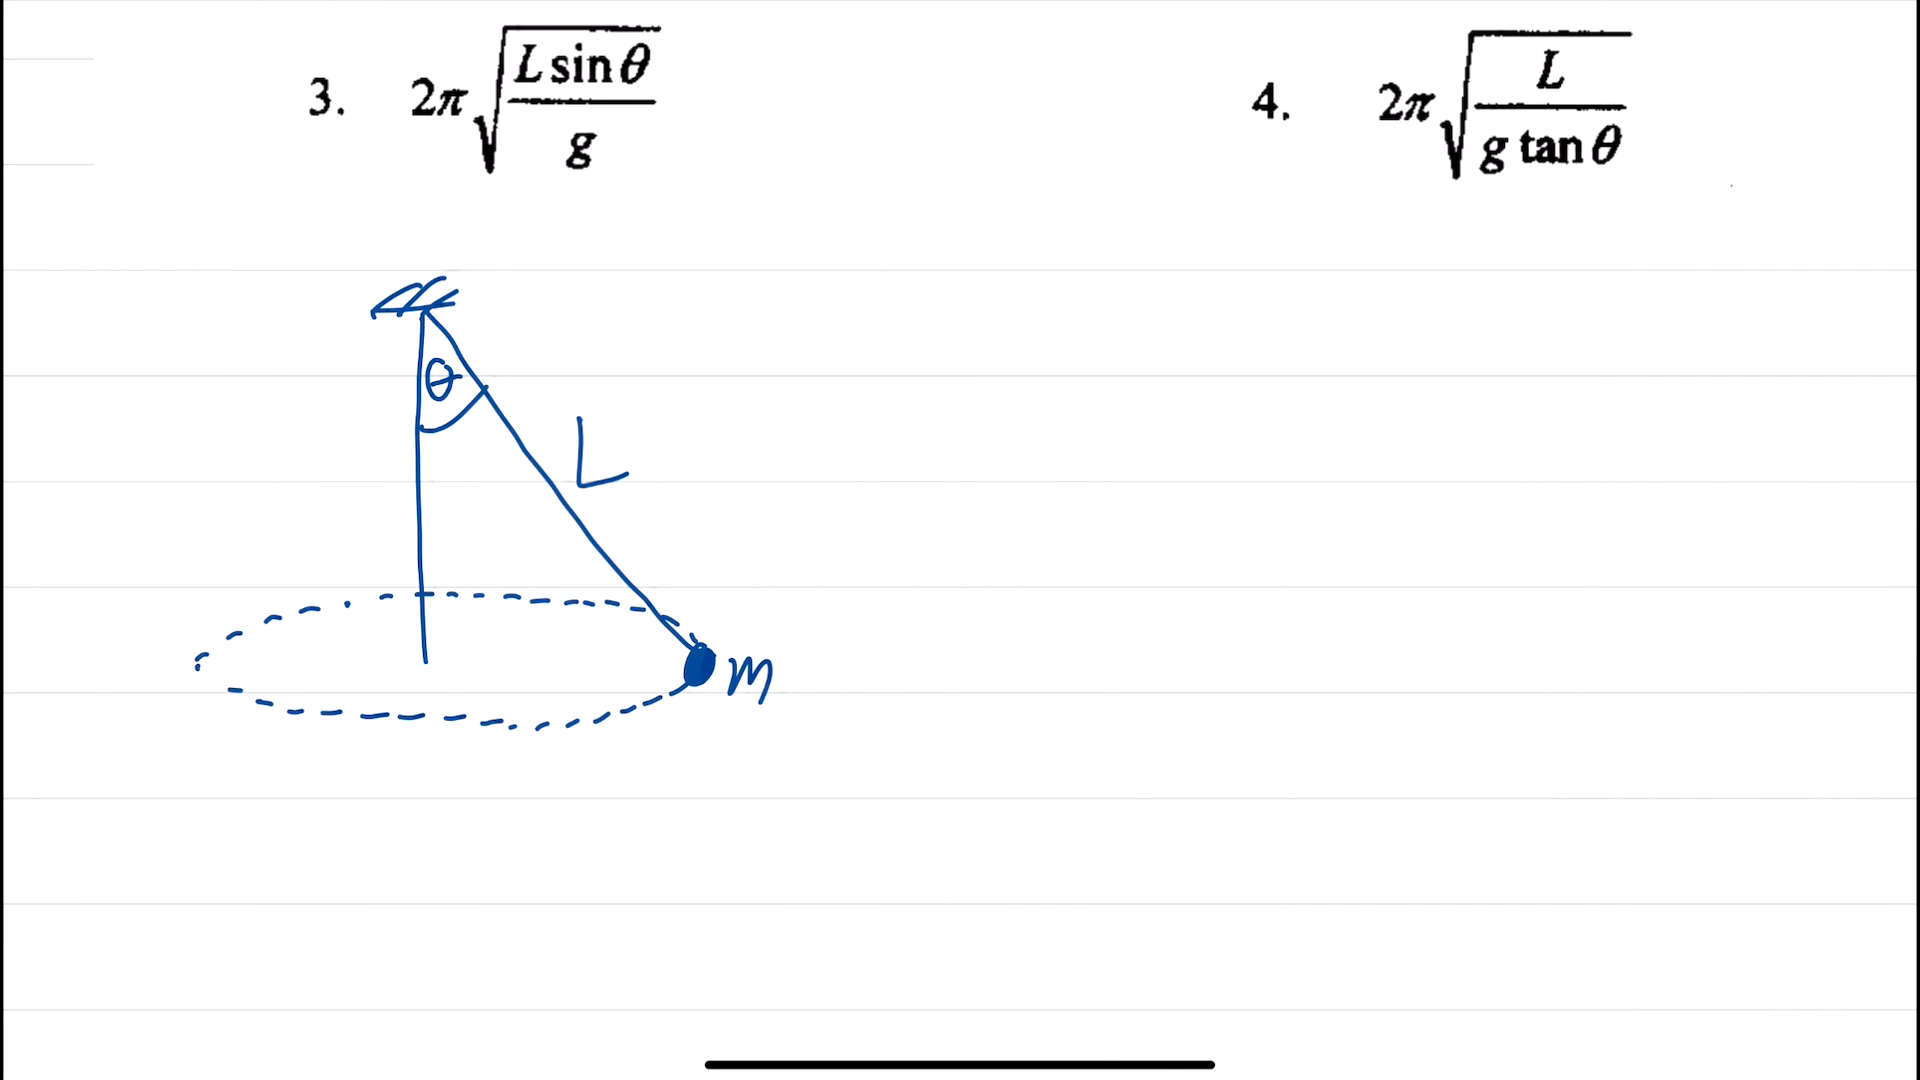 3. 2π√(L sin θ / g)
4. 2π√(L / g tan θ)
θ
L
m